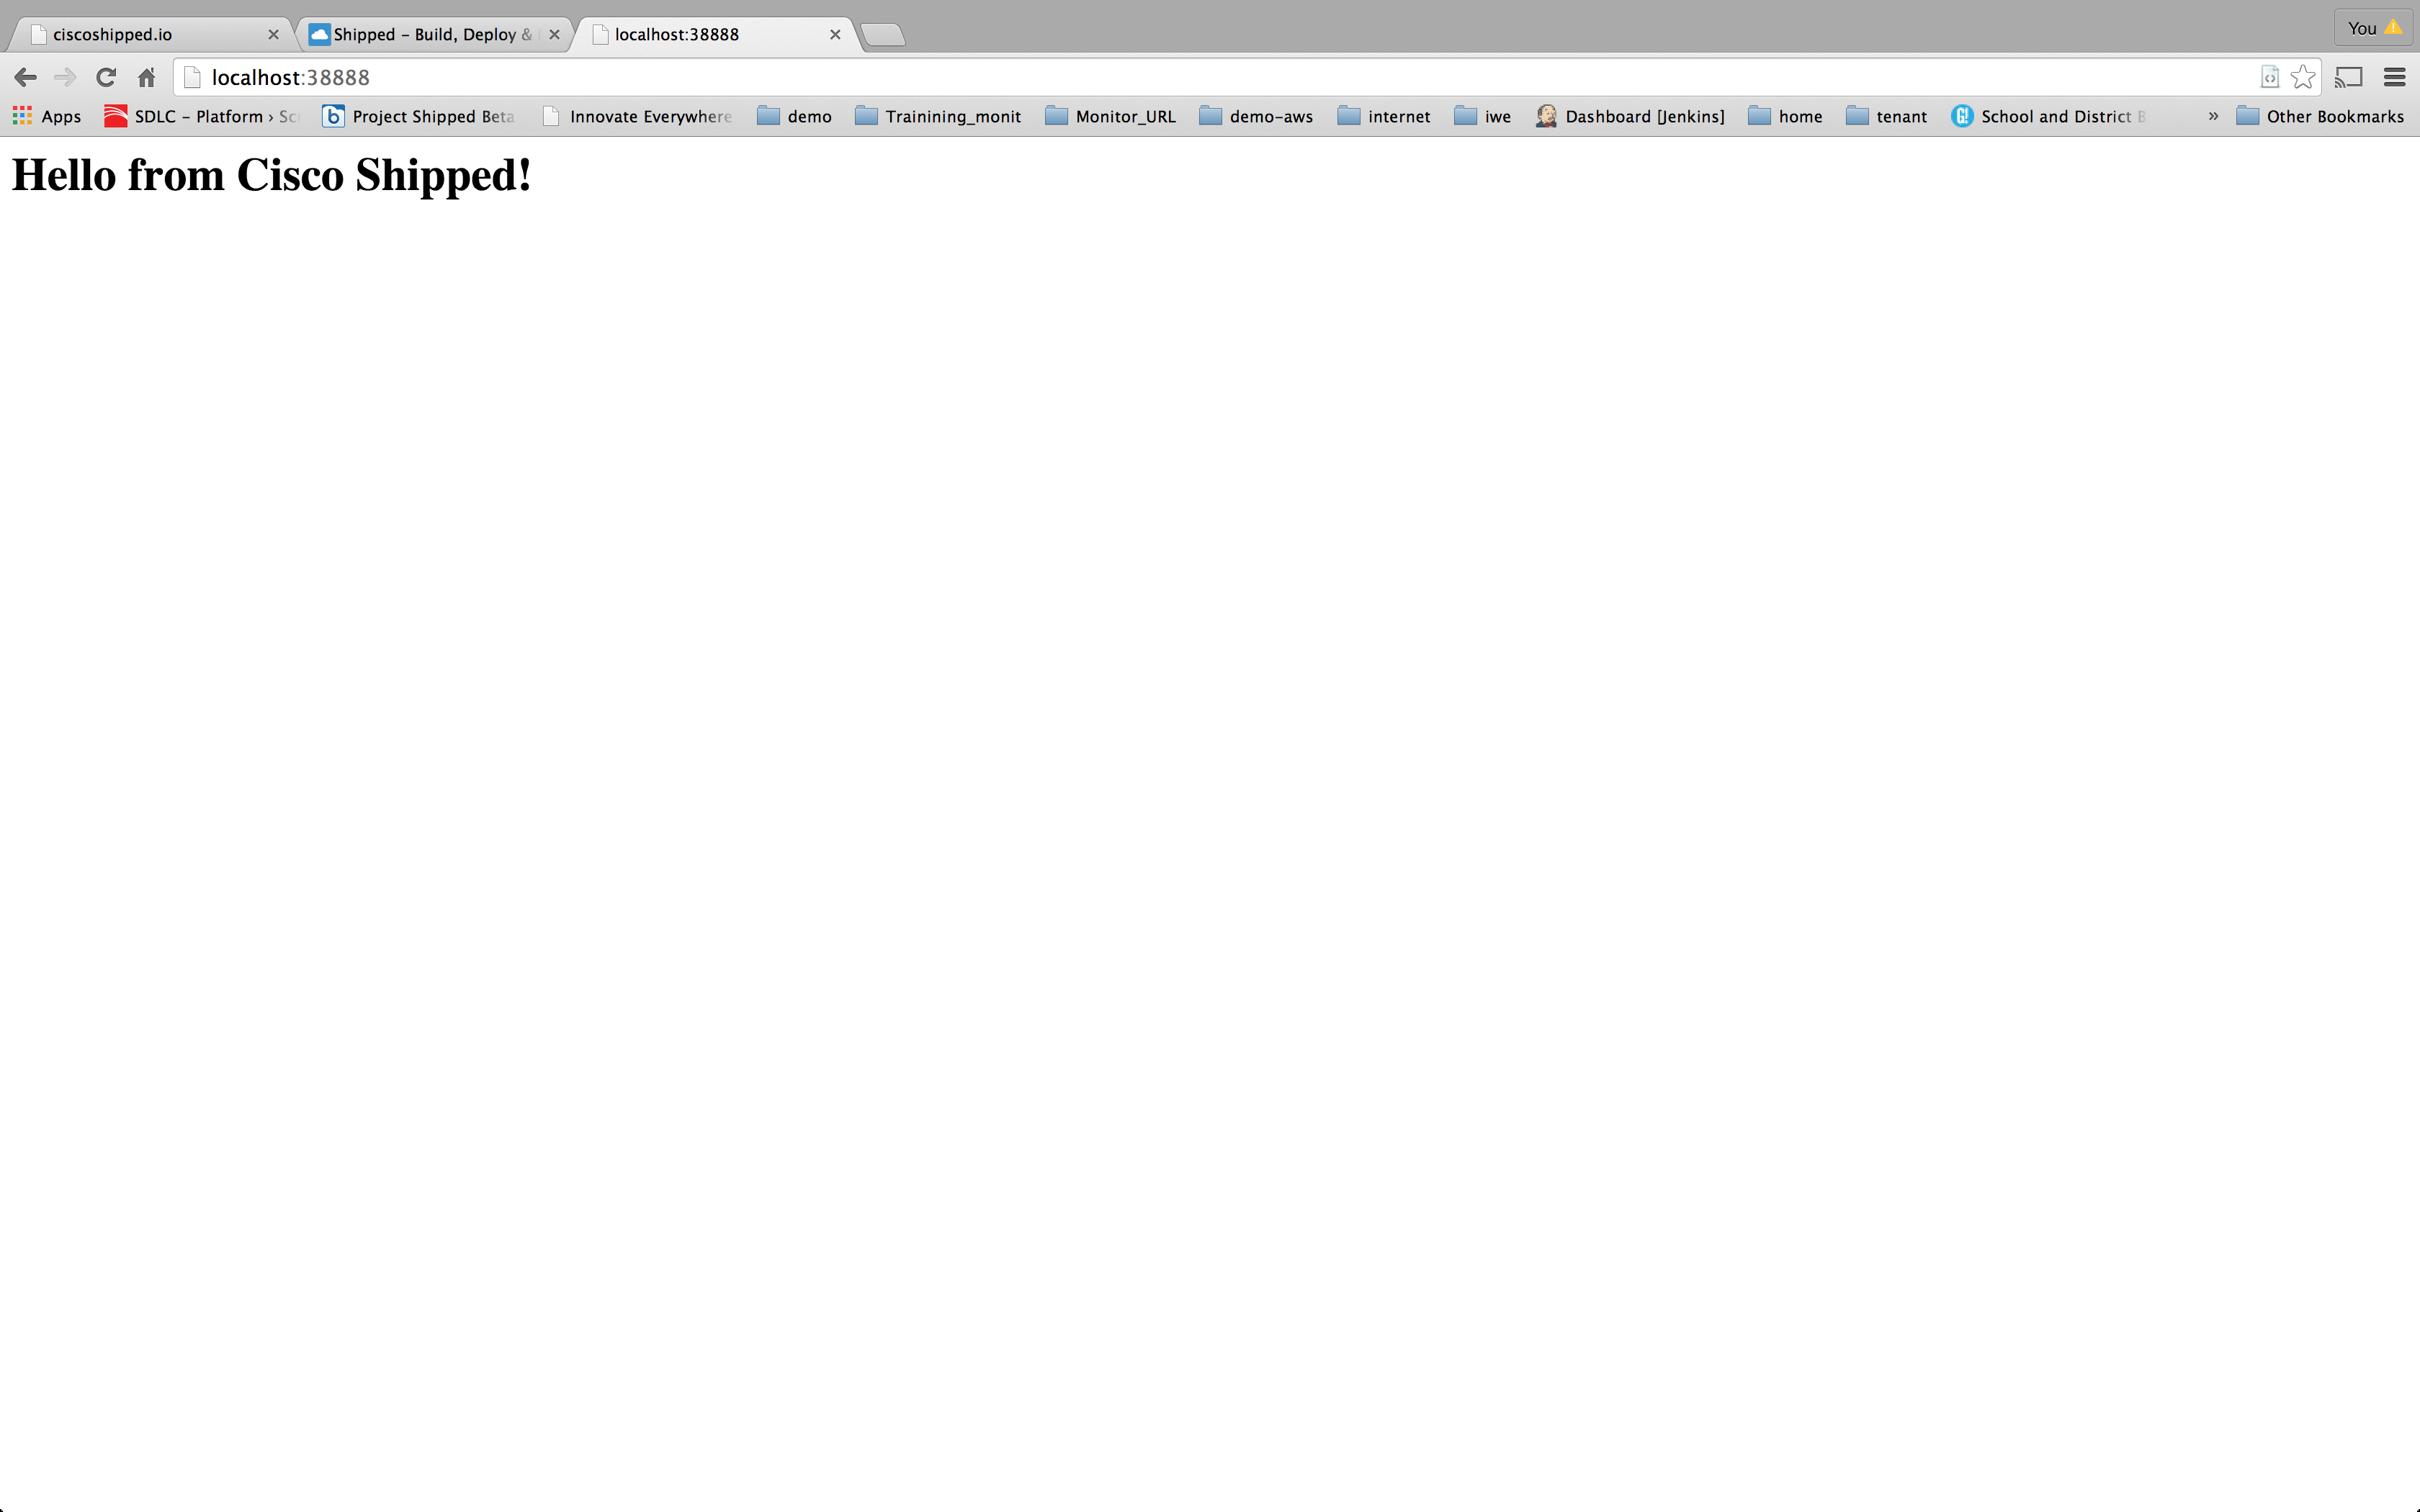 ciscoshipped.io
Shipped – Build, Deploy &
localhost:38888
You
localhost:38888
Apps
SDLC – Platform › Sc
Project Shipped Beta
Innovate Everywhere
demo
Trainining_monit
Monitor_URL
demo-aws
internet
iwe
Dashboard [Jenkins]
home
tenant
School and District B
»
Other Bookmarks
Hello from Cisco Shipped!